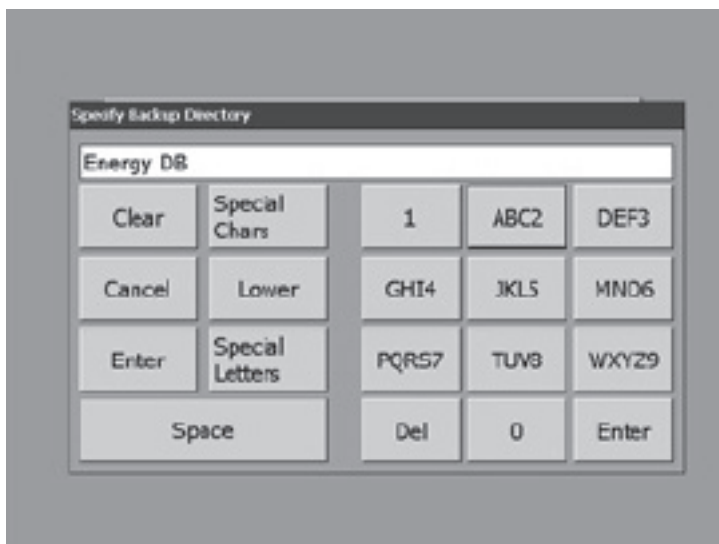 Specify Backup Directory
Energy DB
Clear
Special
Chars
1
ABC2
DEF3
Cancel
Lower
GHI4
JKL5
MNO6
Enter
Special
Letters
PQRS7
TUV8
WXYZ9
Space
Del
0
Enter